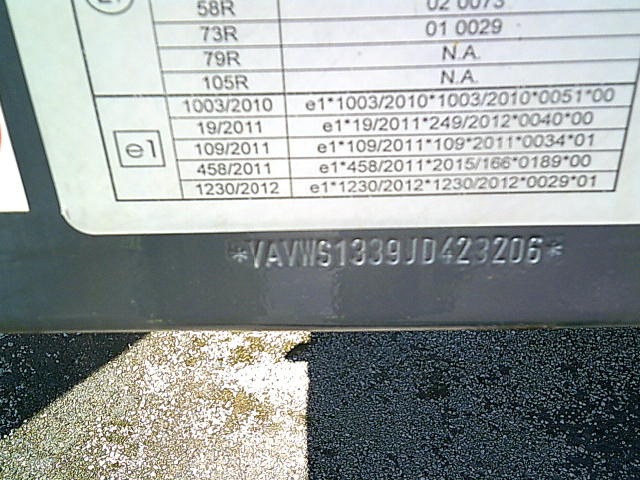 58R 02 0073
73R 01 0029
79R N.A.
105R N.A.
e1
1003/2010 e1*1003/2010*1003/2010*0051*00
19/2011 e1*19/2011*249/2012*0040*00
109/2011 e1*109/2011*109*2011*0034*01
458/2011 e1*458/2011*2015/166*0189*00
1230/2012 e1*1230/2012*1230/2012*0029*01
*VAVWS1339JD423206*